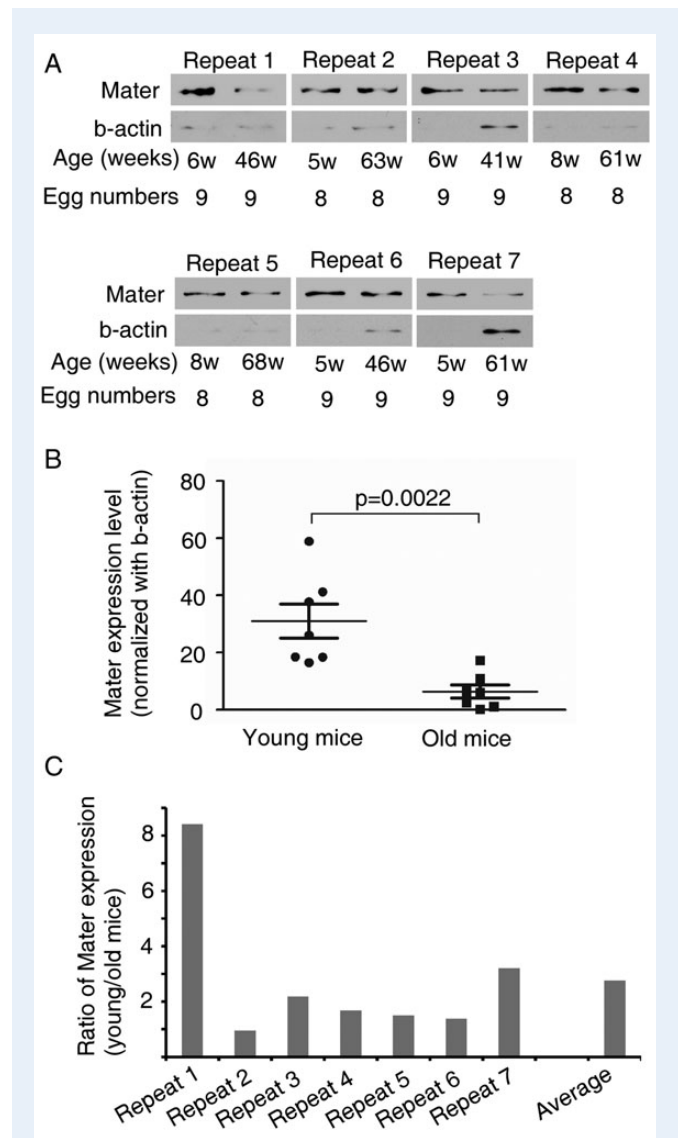 A
Repeat 1 Repeat 2 Repeat 3 Repeat 4
Mater
b-actin
Age (weeks) 6w 46w 5w 63w 6w 41w 8w 61w
Egg numbers 9 9 8 8 9 9 8 8
Repeat 5 Repeat 6 Repeat 7
Mater
b-actin
Age (weeks) 8w 68w 5w 46w 5w 61w
Egg numbers 8 8 9 9 9 9
B
Mater expression level
(normalized with b-actin)
80
60
40
20
0
p=0.0022
Young mice Old mice
C
Ratio of Mater expression
(young/old mice)
8
6
4
2
Repeat 1
Repeat 2
Repeat 3
Repeat 4
Repeat 5
Repeat 6
Repeat 7
Average